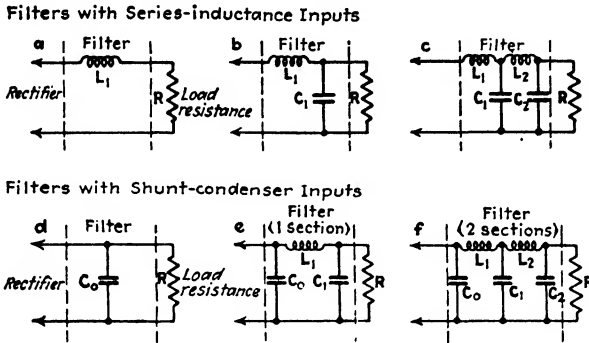 Filters with Series-inductance Inputs
a Filter
L1
Rectifier
R
Load
resistance
b Filter
L1
C1
R
c Filter
L1 L2
C1 C2 R
Filters with Shunt-condenser Inputs
d Filter
Rectifier
C0
R
Load
resistance
e Filter
(1 section)
L1
C0 C1 R
f Filter
(2 sections)
L1 L2
C0 C1 C2 R